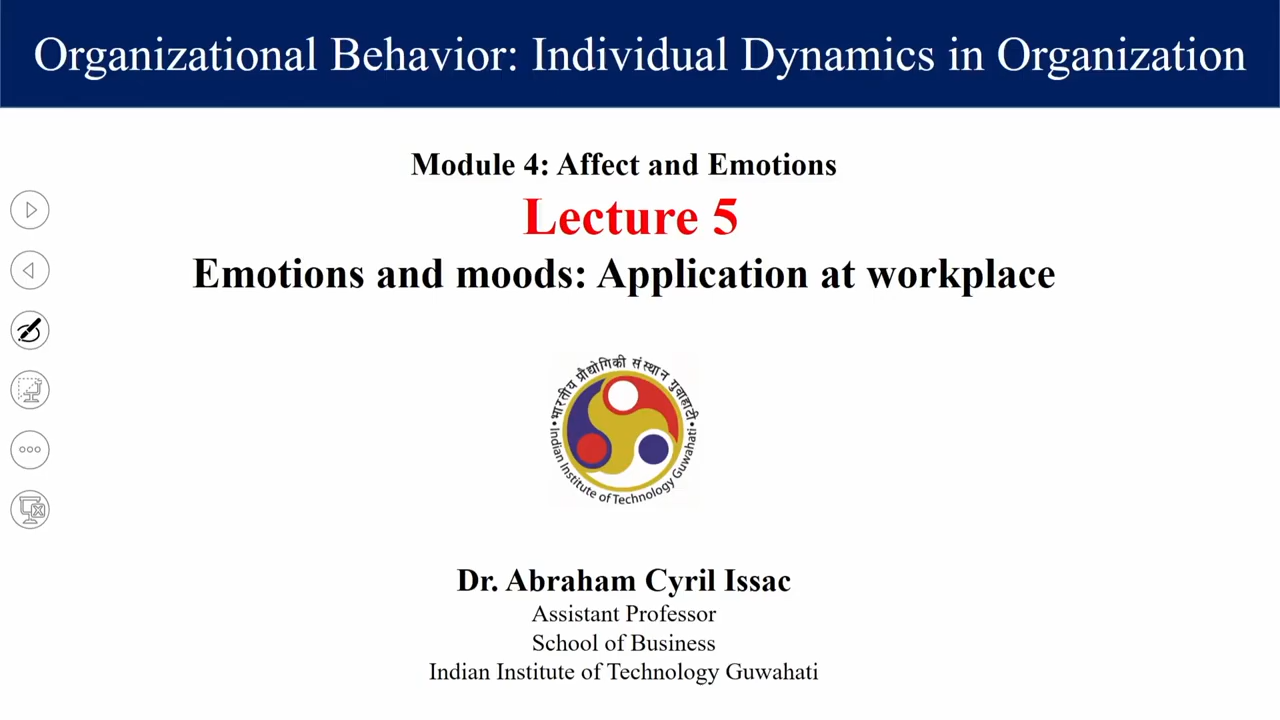 Organizational Behavior: Individual Dynamics in Organization
Module 4: Affect and Emotions
Lecture 5
Emotions and moods: Application at workplace
भारतीय प्रौद्योगिकी संस्थान गुवाहाटी
Indian Institute of Technology Guwahati
Dr. Abraham Cyril Issac
Assistant Professor
School of Business
Indian Institute of Technology Guwahati